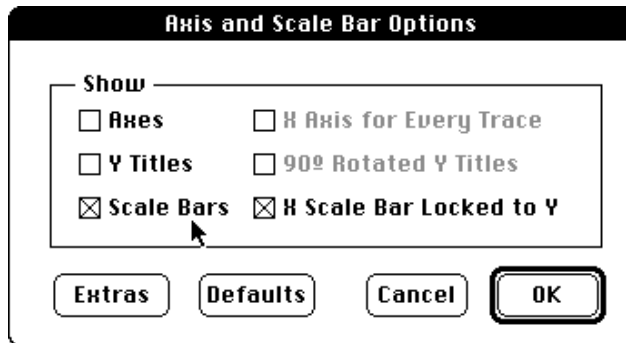 Axis and Scale Bar Options
Show
Axes X Axis for Every Trace
Y Titles 90º Rotated Y Titles
Scale Bars X Scale Bar Locked to Y
Extras Defaults Cancel OK